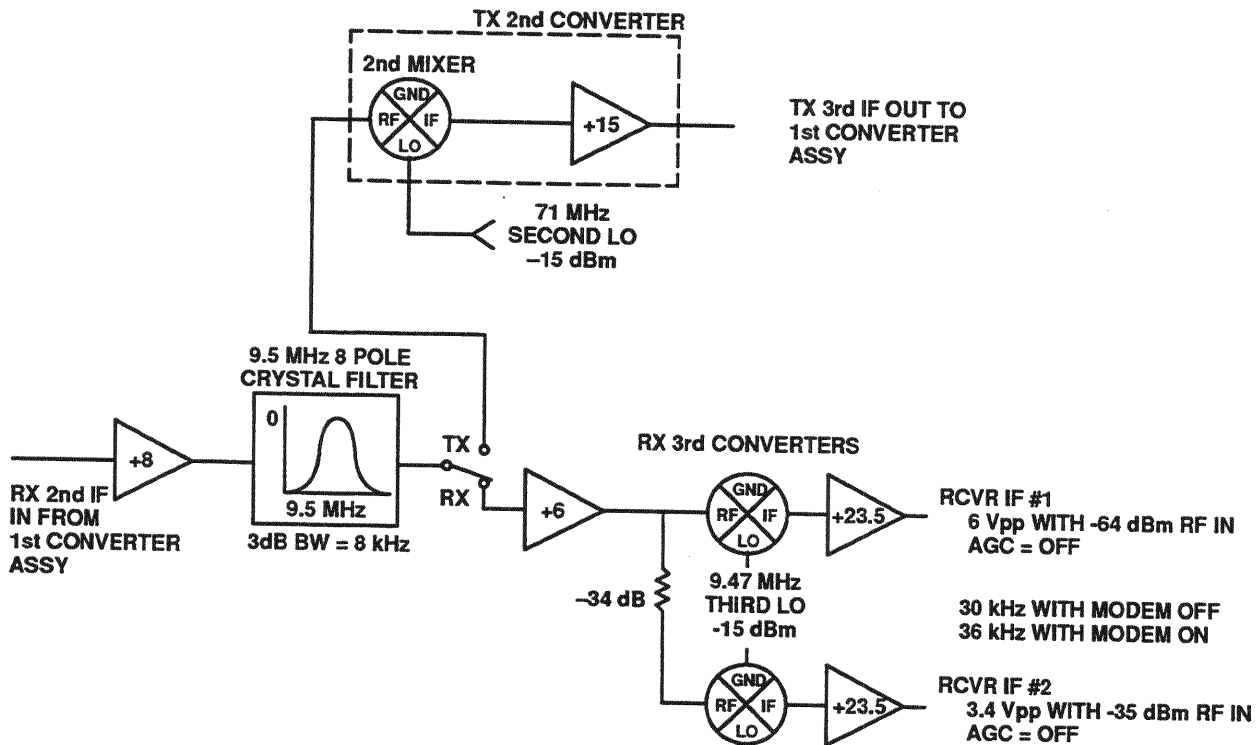 TX 2nd CONVERTER
2nd MIXER
GND
RF
IF
LO
+15
TX 3rd IF OUT TO
1st CONVERTER
ASSY
71 MHz
SECOND LO
–15 dBm
9.5 MHz 8 POLE
CRYSTAL FILTER
0
9.5 MHz
3dB BW = 8 kHz
+8
RX 2nd IF
IN FROM
1st CONVERTER
ASSY
TX
RX
+6
RX 3rd CONVERTERS
GND
RF
IF
LO
+23.5
RCVR IF #1
6 Vpp WITH -64 dBm RF IN
AGC = OFF
–34 dB
9.47 MHz
THIRD LO
-15 dBm
30 kHz WITH MODEM OFF
36 kHz WITH MODEM ON
GND
RF
IF
LO
+23.5
RCVR IF #2
3.4 Vpp WITH -35 dBm RF IN
AGC = OFF